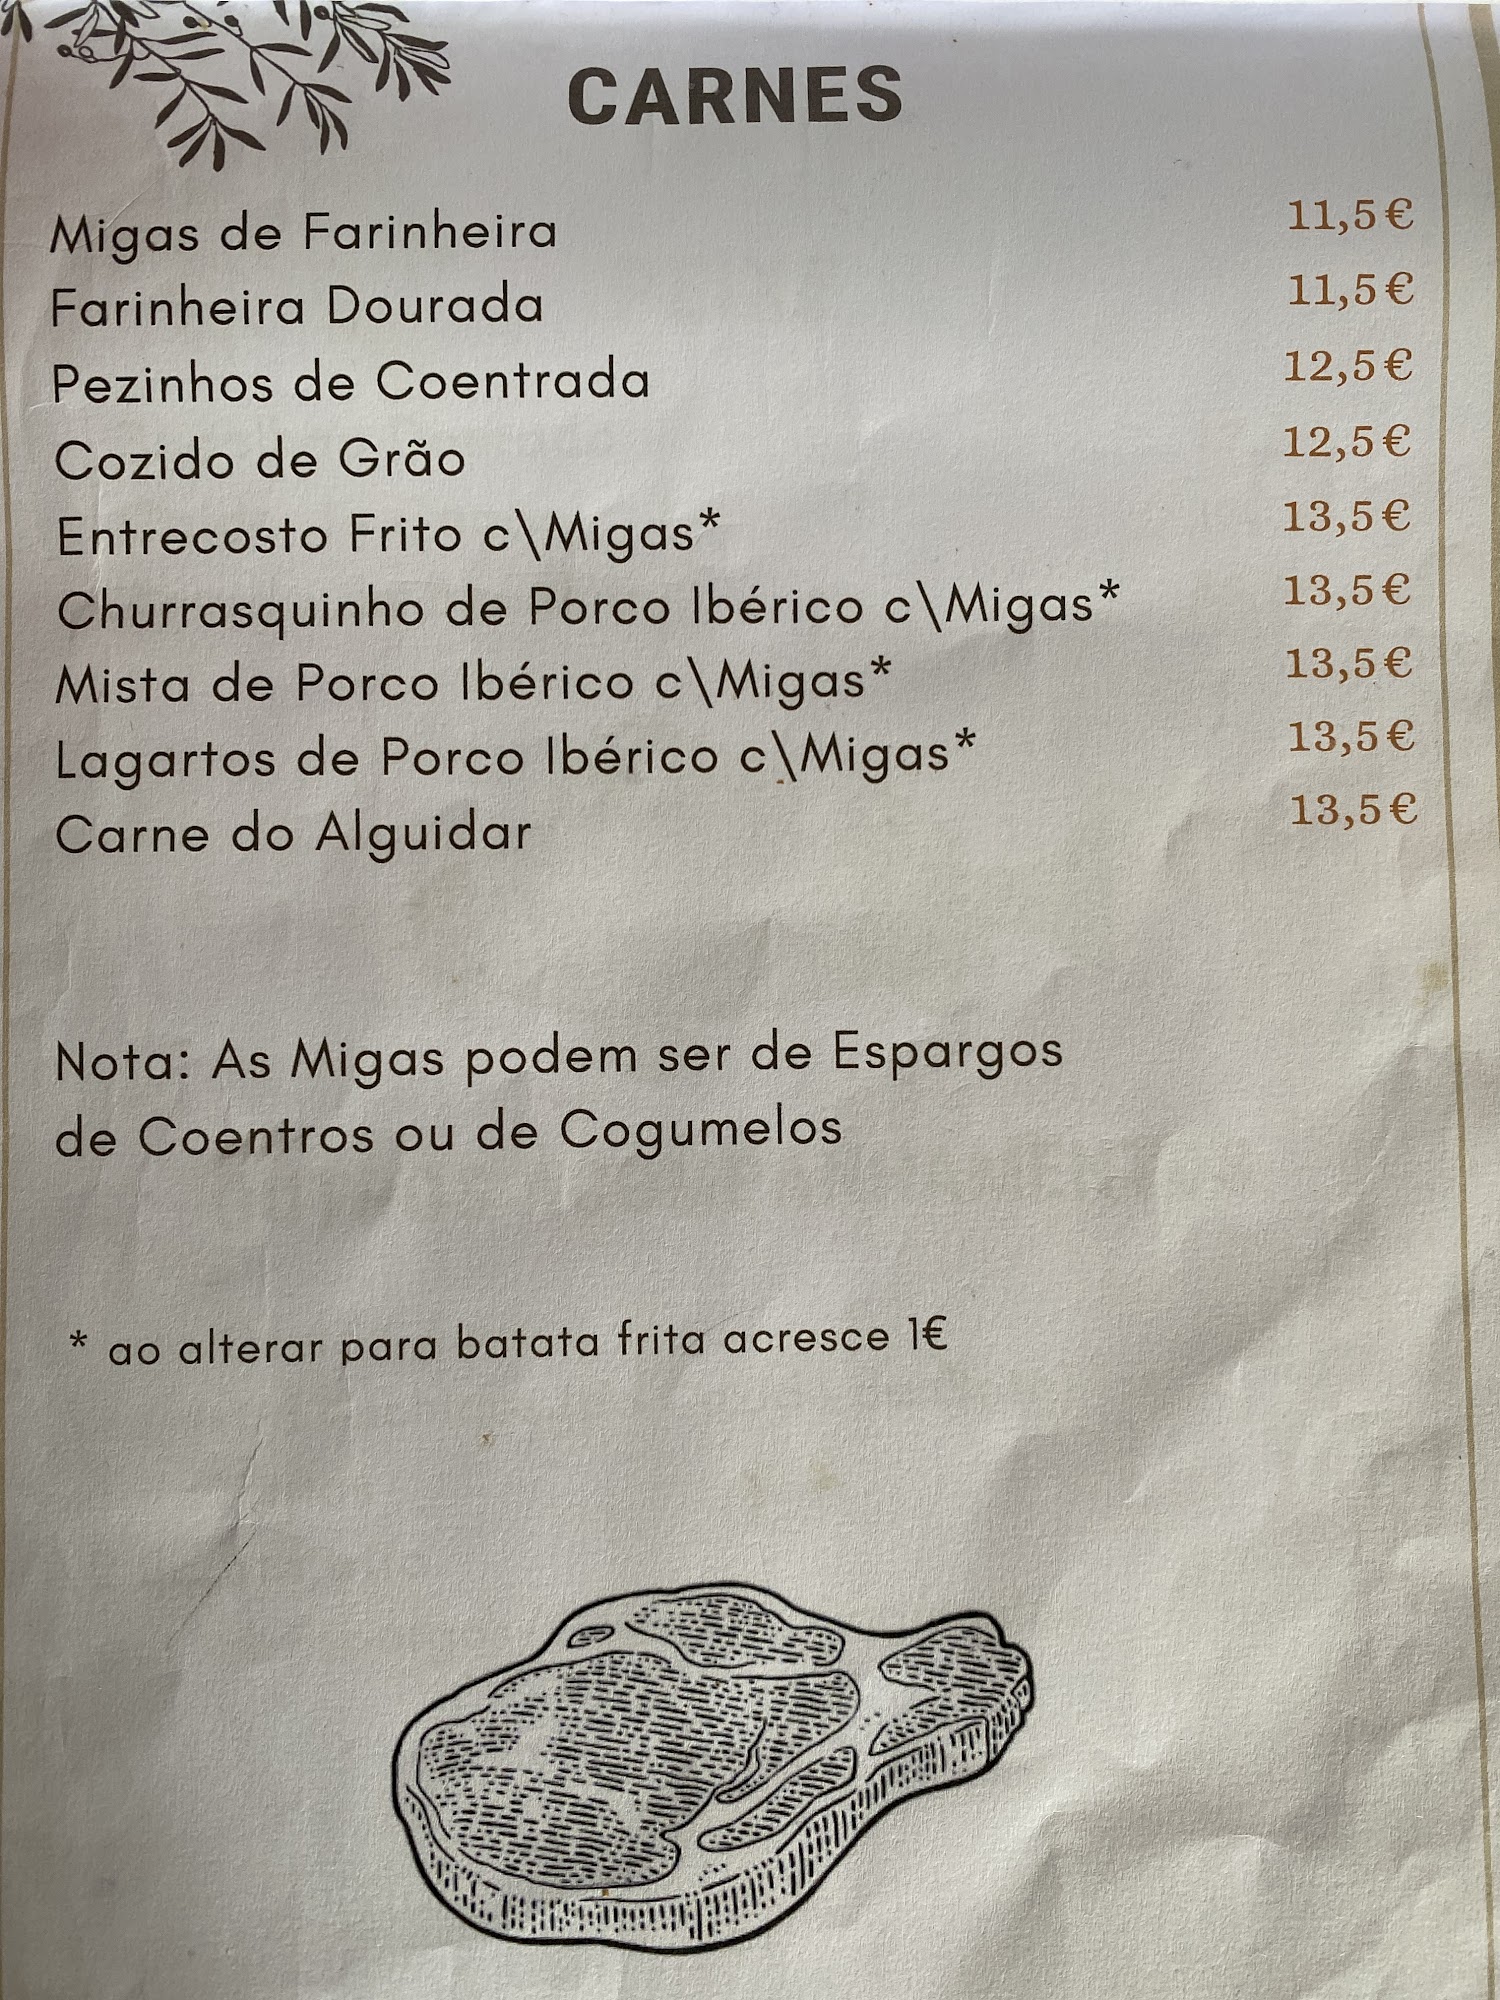 CARNES
Migas de Farinheira 11,5€
Farinheira Dourada 11,5€
Pezinhos de Coentrada 12,5€
Cozido de Grão 12,5€
Entrecosto Frito c\Migas* 13,5€
Churrasquinho de Porco Ibérico c\Migas* 13,5€
Mista de Porco Ibérico c\Migas* 13,5€
Lagartos de Porco Ibérico c\Migas* 13,5€
Carne do Alguidar 13,5€
Nota: As Migas podem ser de Espargos
de Coentros ou de Cogumelos
* ao alterar para batata frita acresce 1€